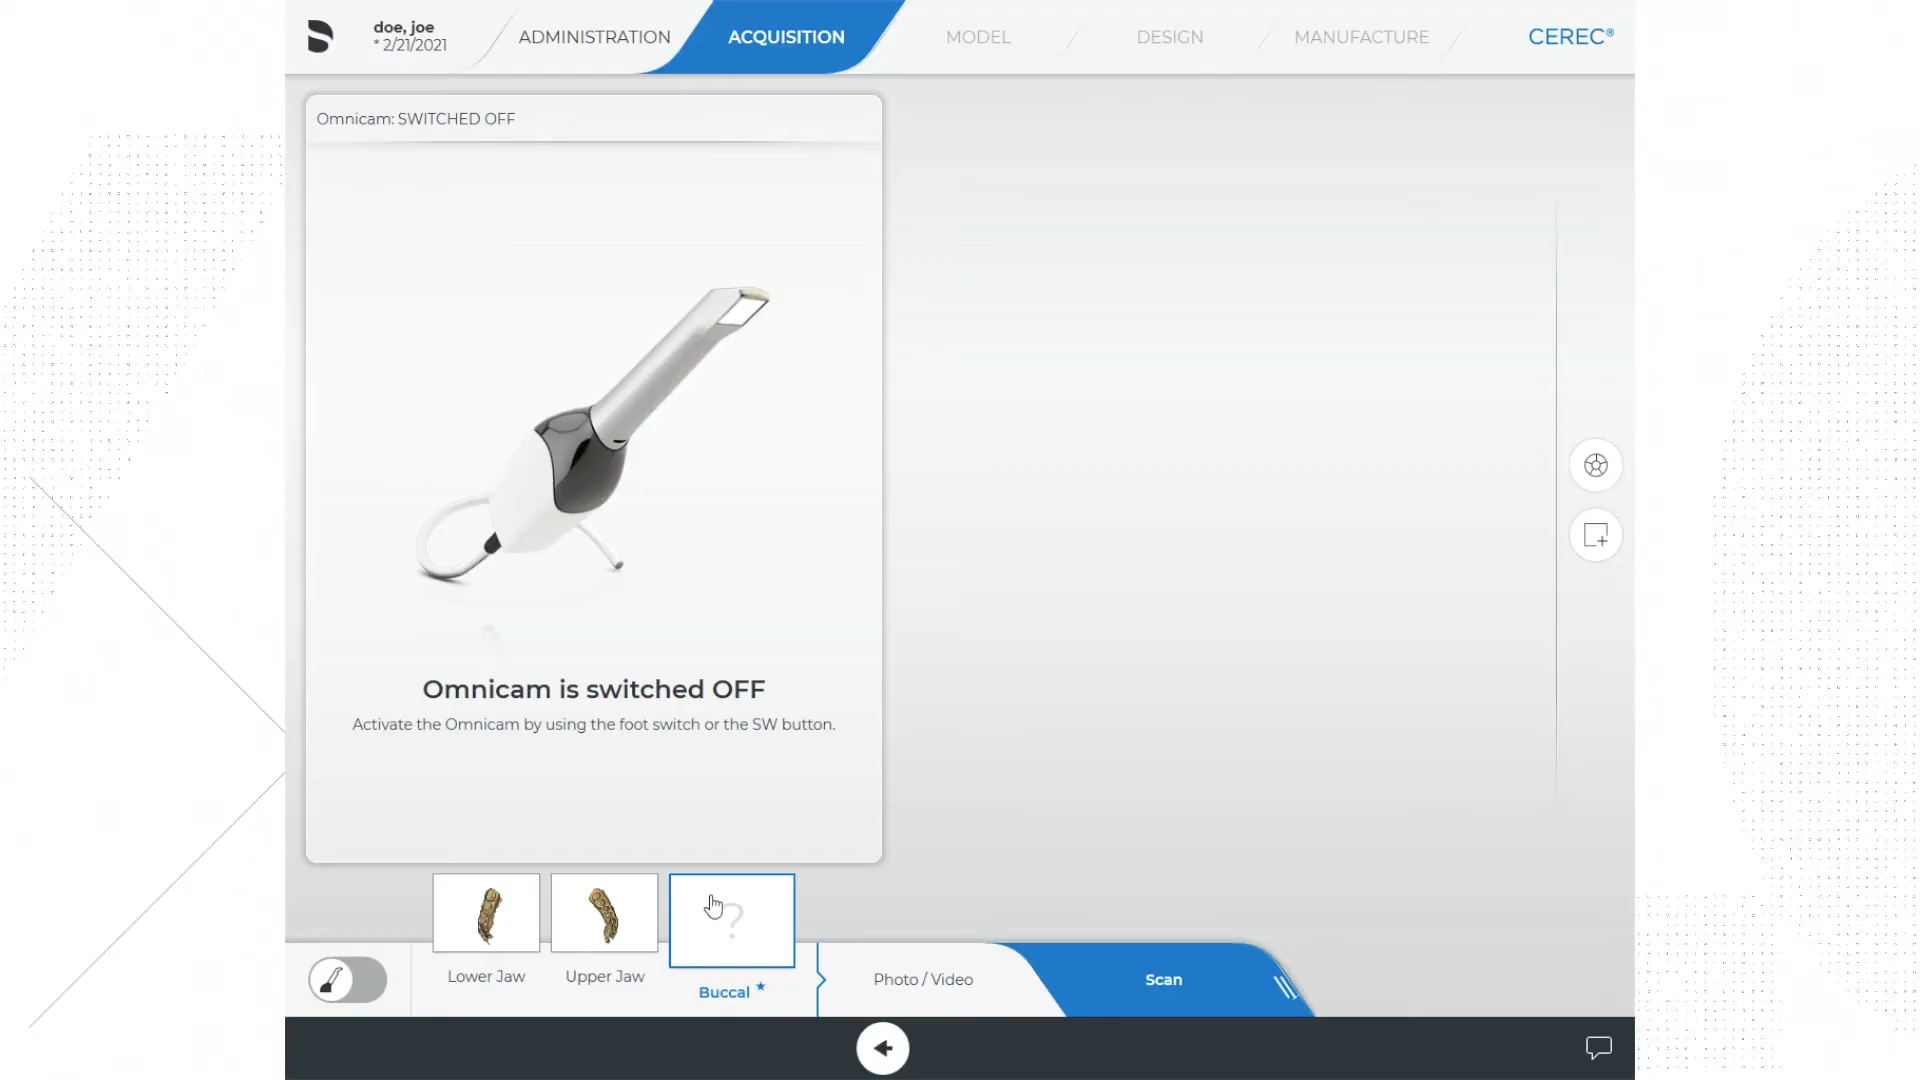 doe, joe
* 2/21/2021
ADMINISTRATION
ACQUISITION
MODEL
DESIGN
MANUFACTURE
CEREC®
Omnicam: SWITCHED OFF
Omnicam is switched OFF
Activate the Omnicam by using the foot switch or the SW button.
?
Lower Jaw
Upper Jaw
Buccal *
Photo / Video
Scan